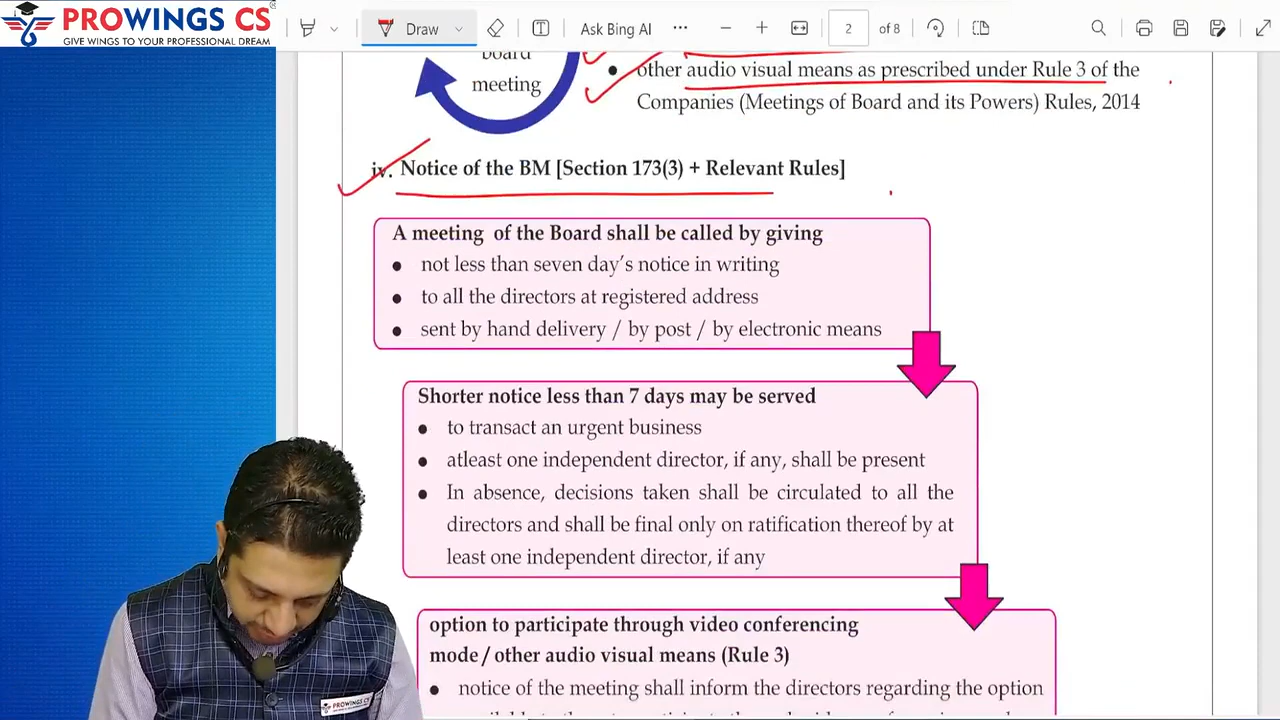 PROWINGS CS
GIVE WINGS TO YOUR PROFESSIONAL DREAM
Draw
Ask Bing AI
2
of 8
board
meeting
other audio visual means as prescribed under Rule 3 of the
Companies (Meetings of Board and its Powers) Rules, 2014
iv. Notice of the BM [Section 173(3) + Relevant Rules]
A meeting of the Board shall be called by giving
not less than seven day's notice in writing
to all the directors at registered address
sent by hand delivery / by post / by electronic means
Shorter notice less than 7 days may be served
to transact an urgent business
atleast one independent director, if any, shall be present
In absence, decisions taken shall be circulated to all the
directors and shall be final only on ratification thereof by at
least one independent director, if any
option to participate through video conferencing
mode / other audio visual means (Rule 3)
notice of the meeting shall inform the directors regarding the option
PROWINGS CS